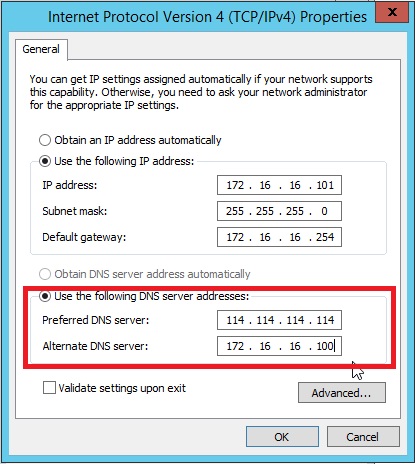 Internet Protocol Version 4 (TCP/IPv4) Properties
x
General
You can get IP settings assigned automatically if your network supports
this capability. Otherwise, you need to ask your network administrator
for the appropriate IP settings.
Obtain an IP address automatically
Use the following IP address:
IP address: 172 . 16 . 16 . 101
Subnet mask: 255 . 255 . 255 . 0
Default gateway: 172 . 16 . 16 . 254
Obtain DNS server address automatically
Use the following DNS server addresses:
Preferred DNS server: 114 . 114 . 114 . 114
Alternate DNS server: 172 . 16 . 16 . 100
Validate settings upon exit
Advanced...
OK Cancel